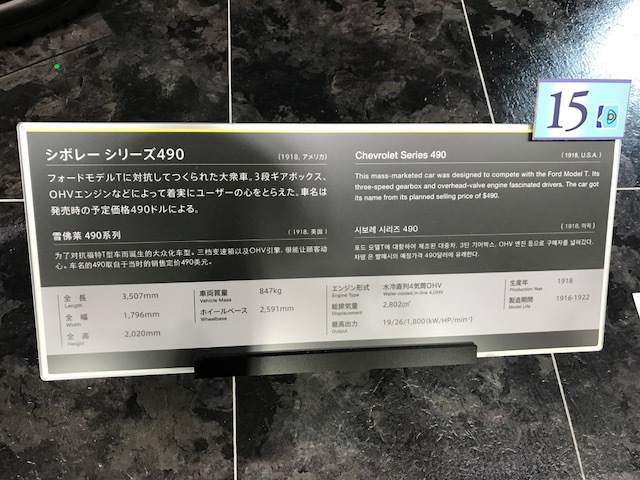 15
シボレー シリーズ490 (1918, アメリカ)
フォードモデルTに対抗してつくられた大衆車。3段ギアボックス、
OHVエンジンなどによって着実にユーザーの心をとらえた。車名は
発売時の予定価格490ドルによる。
Chevrolet Series 490 (1918, U.S.A.)
This mass-marketed car was designed to compete with the Ford Model T. Its
three-speed gearbox and overhead-valve engine fascinated drivers. The car got
its name from its planned selling price of $490.
雪佛莱 490系列 (1918, 美国)
为了对抗福特T型车而诞生的大众化车型。三档变速箱以及OHV引擎,很能让顾客动
心。车名的490取自于当时的销售定价490美元。
시보레 시리즈 490 (1918, 미국)
포드 모델T에 대항하여 제조된 대중차. 3단 기어박스, OHV 엔진 등으로 구매자를 넓혀갔다.
차명은 발매시의 예정가격 490달러에 유래한다.
全 長 3,507mm
Length
全 幅 1,796mm
Width
全 高 2,020mm
Height
車両質量 847kg
Vehicle Mass
ホイールベース 2,591mm
Wheelbase
エンジン形式 水冷直列4気筒OHV
Engine Type Water-cooled,In-line 4,OHV
総排気量 2,802cm³
Displacement
最高出力 19/26/1,800(kW/HP/min⁻¹)
Output
生産年 1918
Production Year
製造期間 1916-1922
Model Life